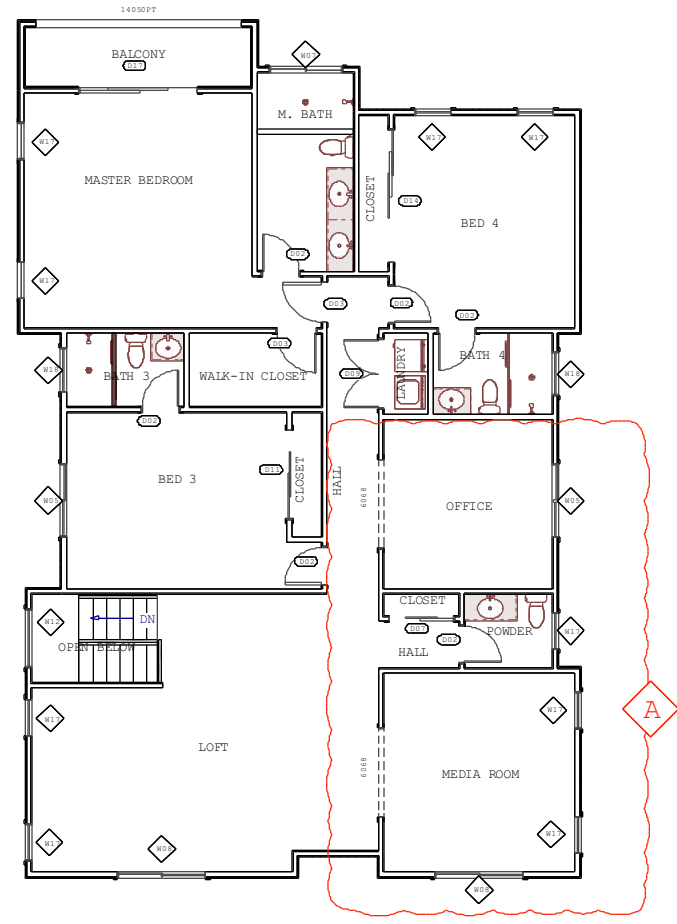 14050PT
BALCONY
D17
W07
M. BATH
W17
W17
W17
MASTER BEDROOM
CLOSET
D14
BED 4
D02
W17
D03
D02
D02
D03
W18
BATH 3
WALK-IN CLOSET
D09
LAUNDRY
BATH 4
W18
D02
BED 3
D11
CLOSET
HALL
6068
W05
OFFICE
W05
D02
CLOSET
W12
DN
D07
D02
POWDER
W17
OPEN BELOW
HALL
W17
W17
A
LOFT
6068
MEDIA ROOM
W17
W08
W17
W08